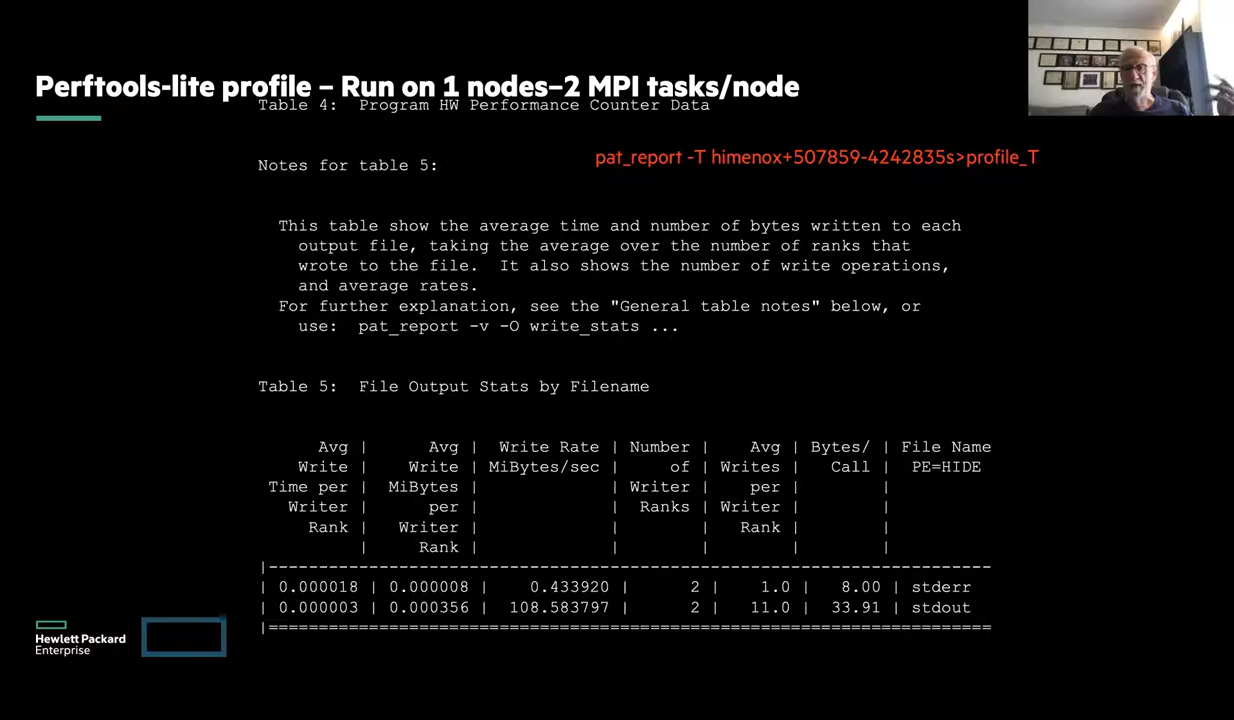 Perftools-lite profile – Run on 1 nodes–2 MPI tasks/node
Table 4:  Program HW Performance Counter Data
pat_report -T himenox+507859-4242835s>profile_T
Notes for table 5:
This table show the average time and number of bytes written to each
output file, taking the average over the number of ranks that
wrote to the file.  It also shows the number of write operations,
and average rates.
For further explanation, see the "General table notes" below, or
use:  pat_report -v -O write_stats ...
Table 5:  File Output Stats by Filename
Avg |      Avg |  Write Rate | Number |    Avg | Bytes/ | File Name
Write |    Write | MiBytes/sec |     of | Writes |   Call |  PE=HIDE
Time per |  MiBytes |             | Writer |    per |        |
Writer |      per |             |  Ranks | Writer |        |
Rank |   Writer |             |        |   Rank |        |
|     Rank |             |        |        |        |
|-------------------------------------------------------------------------
| 0.000018 | 0.000008 |    0.433920 |      2 |    1.0 |   8.00 | stderr
| 0.000003 | 0.000356 |  108.583797 |      2 |   11.0 |  33.91 | stdout
|=========================================================================
Hewlett Packard
Enterprise